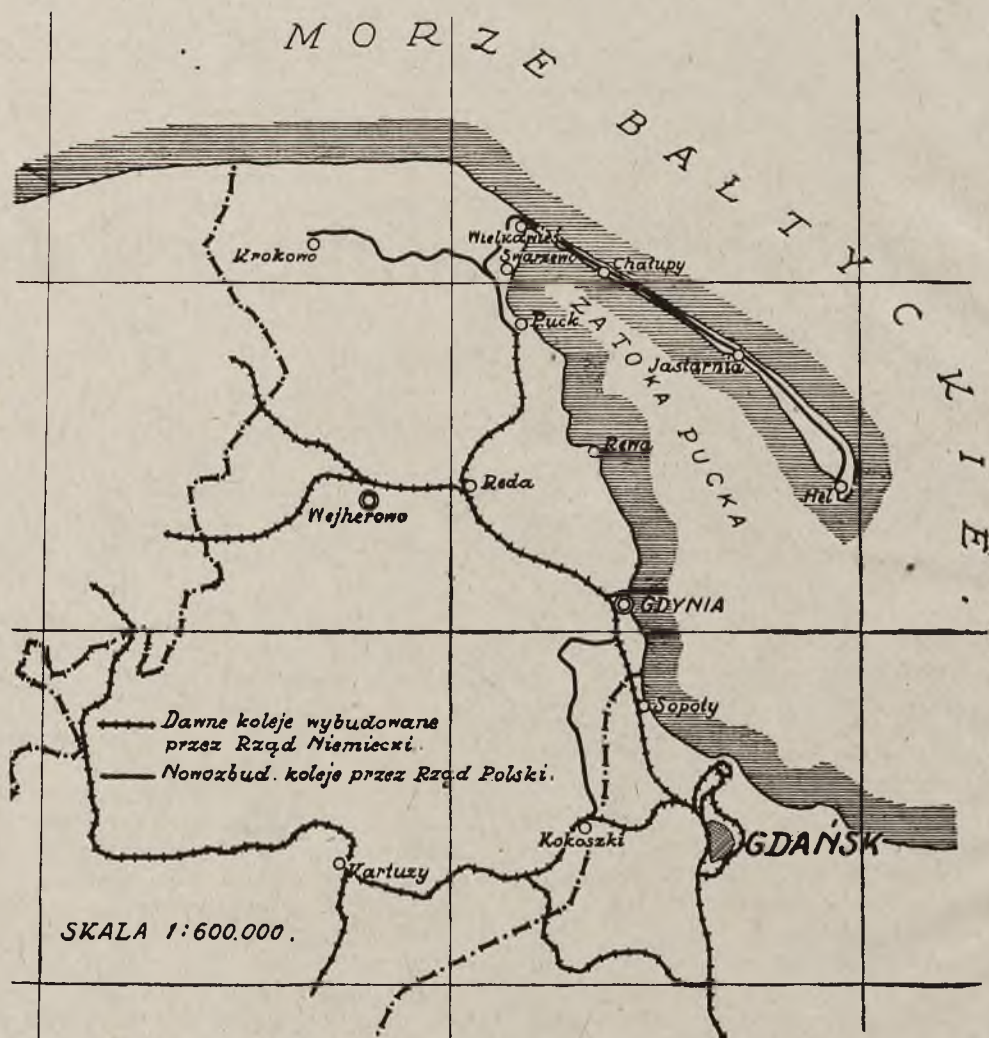 MORZE BAŁTYCKIE.
Krokowo
Wielkawieś
Swarzewo
Chałupy
Puck
ZATOKA PUCKA
Jastarnia
Rewa
Reda
Hel
Wejherowo
GDYNIA
Sopoty
Dawne koleje wybudowane
przez Rząd Niemiecki.
Nowozbud. koleje przez Rząd Polski.
Kokoszki
GDAŃSK
Kartuzy
SKALA 1:600.000.